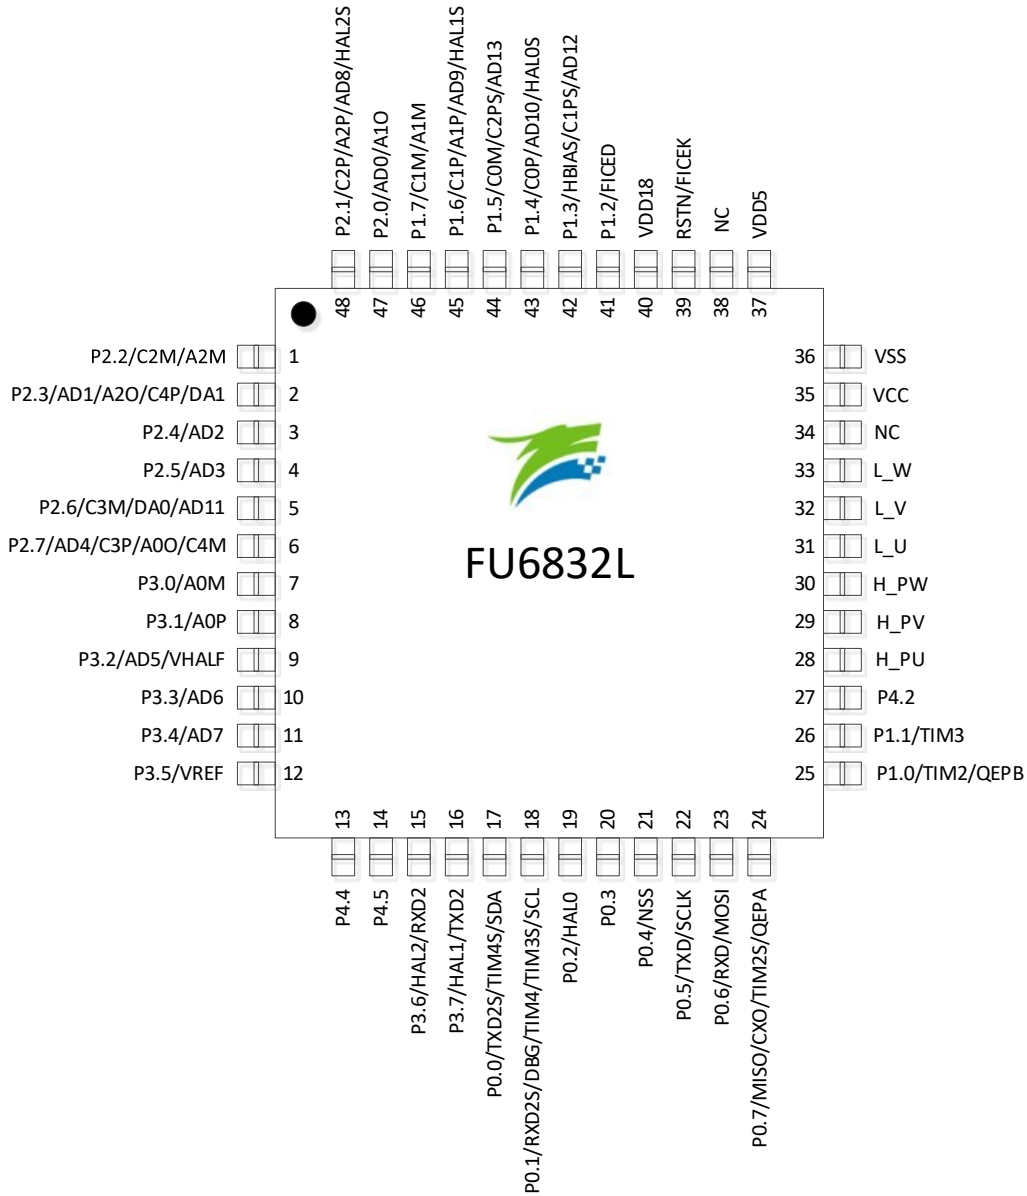 P2.1/C2P/A2P/AD8/HAL2S
P2.0/AD0/A1O
P1.7/C1M/A1M
P1.6/C1P/A1P/AD9/HAL1S
P1.5/C0M/C2PS/AD13
P1.4/C0P/AD10/HAL0S
P1.3/HBIAS/C1PS/AD12
P1.2/FICED
VDD18
RSTN/FICEK
NC
VDD5
48
47
46
45
44
43
42
41
40
39
38
37
P2.2/C2M/A2M 1
P2.3/AD1/A2O/C4P/DA1 2
P2.4/AD2 3
P2.5/AD3 4
P2.6/C3M/DA0/AD11 5
P2.7/AD4/C3P/A0O/C4M 6
P3.0/A0M 7
P3.1/A0P 8
P3.2/AD5/VHALF 9
P3.3/AD6 10
P3.4/AD7 11
P3.5/VREF 12
FU6832L
36 VSS
35 VCC
34 NC
33 L_W
32 L_V
31 L_U
30 H_PW
29 H_PV
28 H_PU
27 P4.2
26 P1.1/TIM3
25 P1.0/TIM2/QEPB
13
14
15
16
17
18
19
20
21
22
23
24
P4.4
P4.5
P3.6/HAL2/RXD2
P3.7/HAL1/TXD2
P0.0/TXD2S/TIM4S/SDA
P0.1/RXD2S/DBG/TIM4/TIM3S/SCL
P0.2/HAL0
P0.3
P0.4/NSS
P0.5/TXD/SCLK
P0.6/RXD/MOSI
P0.7/MISO/CXO/TIM2S/QEPA